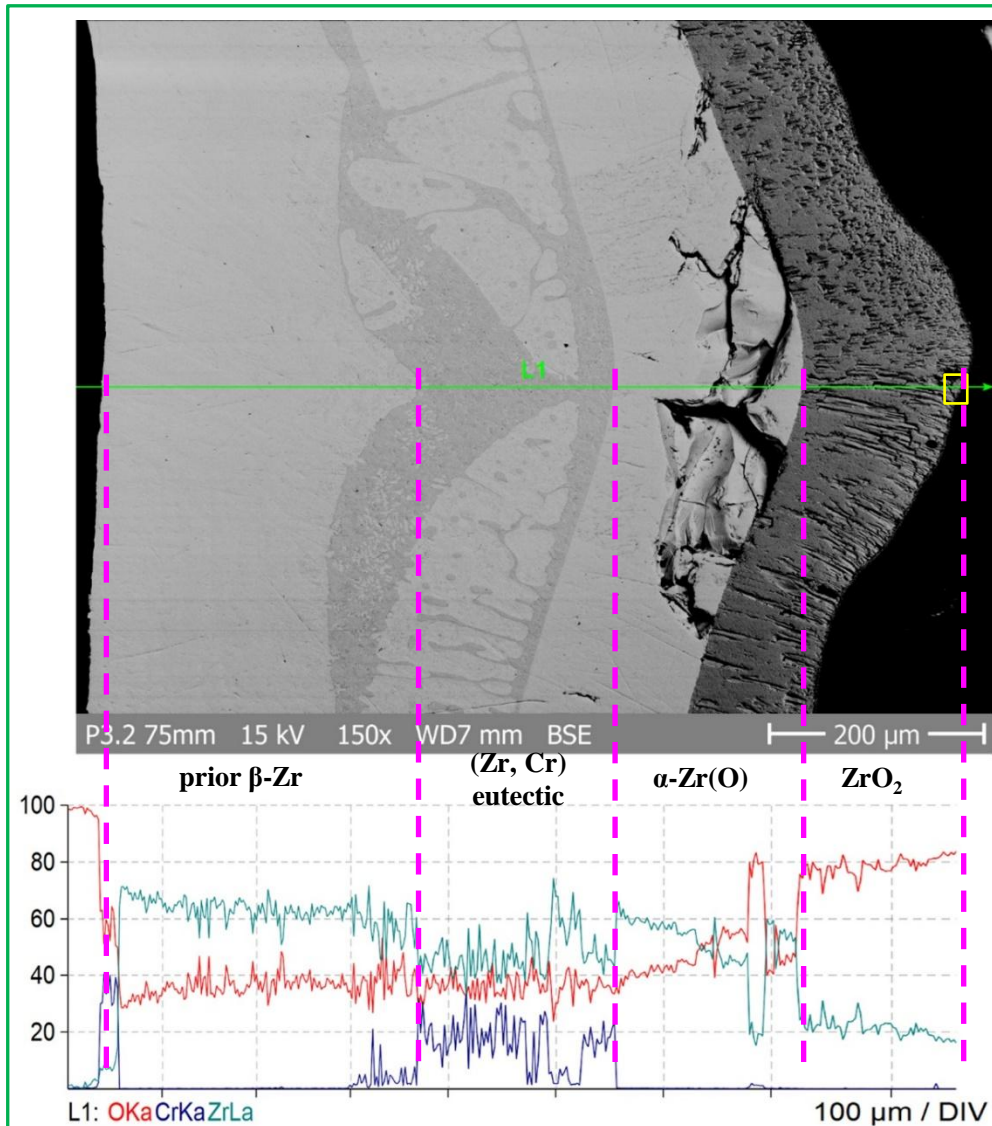 L1
P3.2 75mm 15 kV 150x WD7 mm BSE 200 µm
prior β-Zr (Zr, Cr) eutectic α-Zr(O) ZrO₂
100
80
60
40
20
L1: OKa CrKa ZrLa 100 µm / DIV